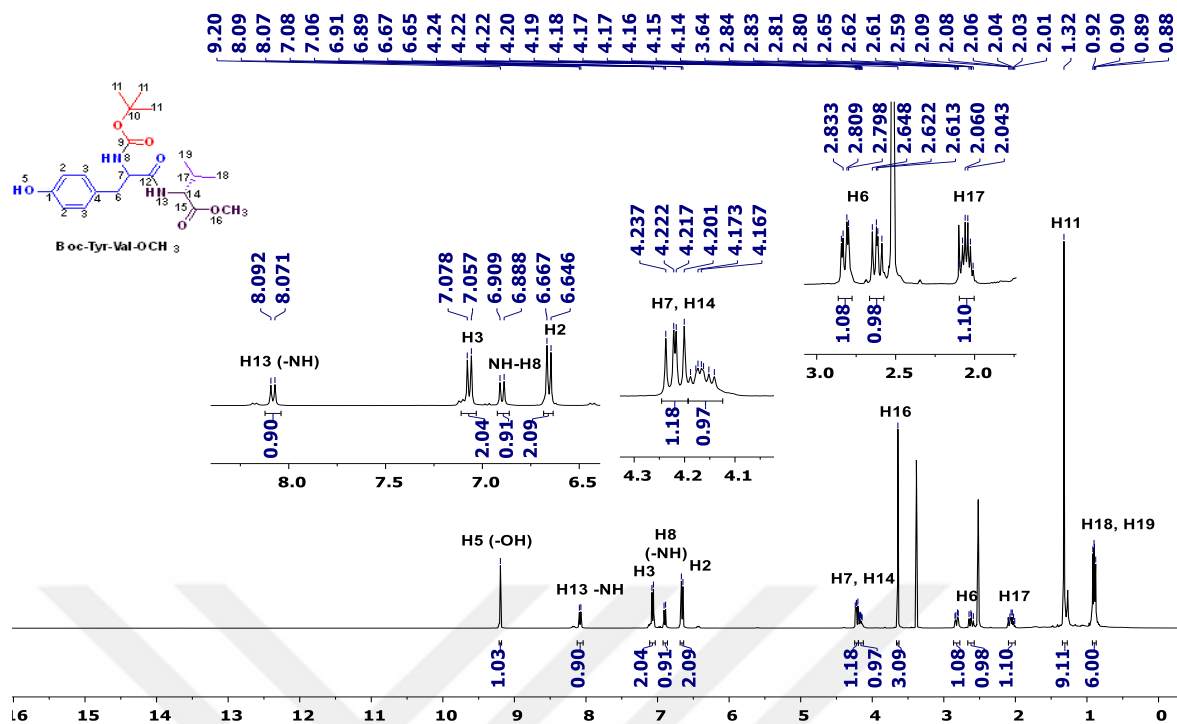 9.20 8.09 8.07 7.08 7.06 6.91 6.89 6.67 6.65 4.24 4.22 4.22 4.20 4.19 4.18 4.17 4.17 4.16 4.15 4.14 3.64 2.84 2.83 2.81 2.80 2.65 2.62 2.61 2.59 2.09 2.08 2.06 2.04 2.03 2.01 1.32 0.92 0.90 0.89 0.88
11 11
10 11
O
9 O
HN 8 O 19
2 3 7 17 18
5 HO 12 HN 14
1 4 6 13
2 3 15 OCH3
O 16
Boc-Tyr-Val-OCH 3
8.092 8.071
7.078 7.057 6.909 6.888 6.667 6.646
H13 (-NH) H3 NH-H8 H2
0.90 2.04 0.91 2.09
8.0 7.5 7.0 6.5
4.237 4.222 4.217 4.201 4.173 4.167
H7, H14
1.18 0.97
4.3 4.2 4.1
2.833 2.809 2.798 2.648 2.622 2.613 2.060 2.043
H6 H17
1.08 0.98 1.10
3.0 2.5 2.0
H11
H16
H5 (-OH) H13 -NH H3 H8 (-NH) H2 H7, H14 H6 H17 H18, H19
1.03 0.90 2.04 0.91 2.09 1.18 0.97 3.09 1.08 0.98 1.10 9.11 6.00
16 15 14 13 12 11 10 9 8 7 6 5 4 3 2 1 0